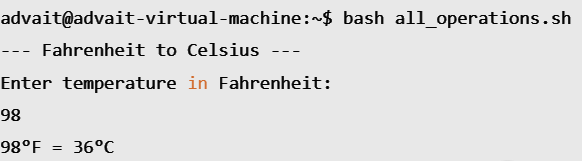 advait@advait-virtual-machine:~$ bash all_operations.sh
--- Fahrenheit to Celsius ---
Enter temperature in Fahrenheit:
98
98°F = 36°C